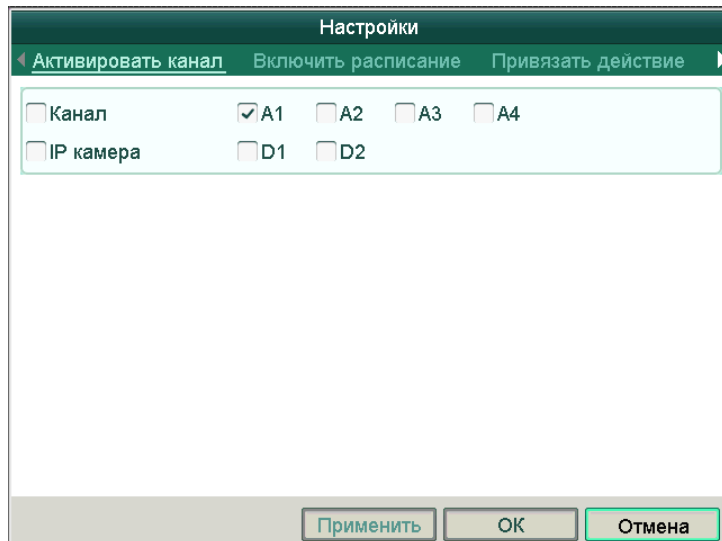 Настройки
Активировать канал Включить расписание Привязать действие
Канал A1 A2 A3 A4
IP камера D1 D2
Применить OK Отмена